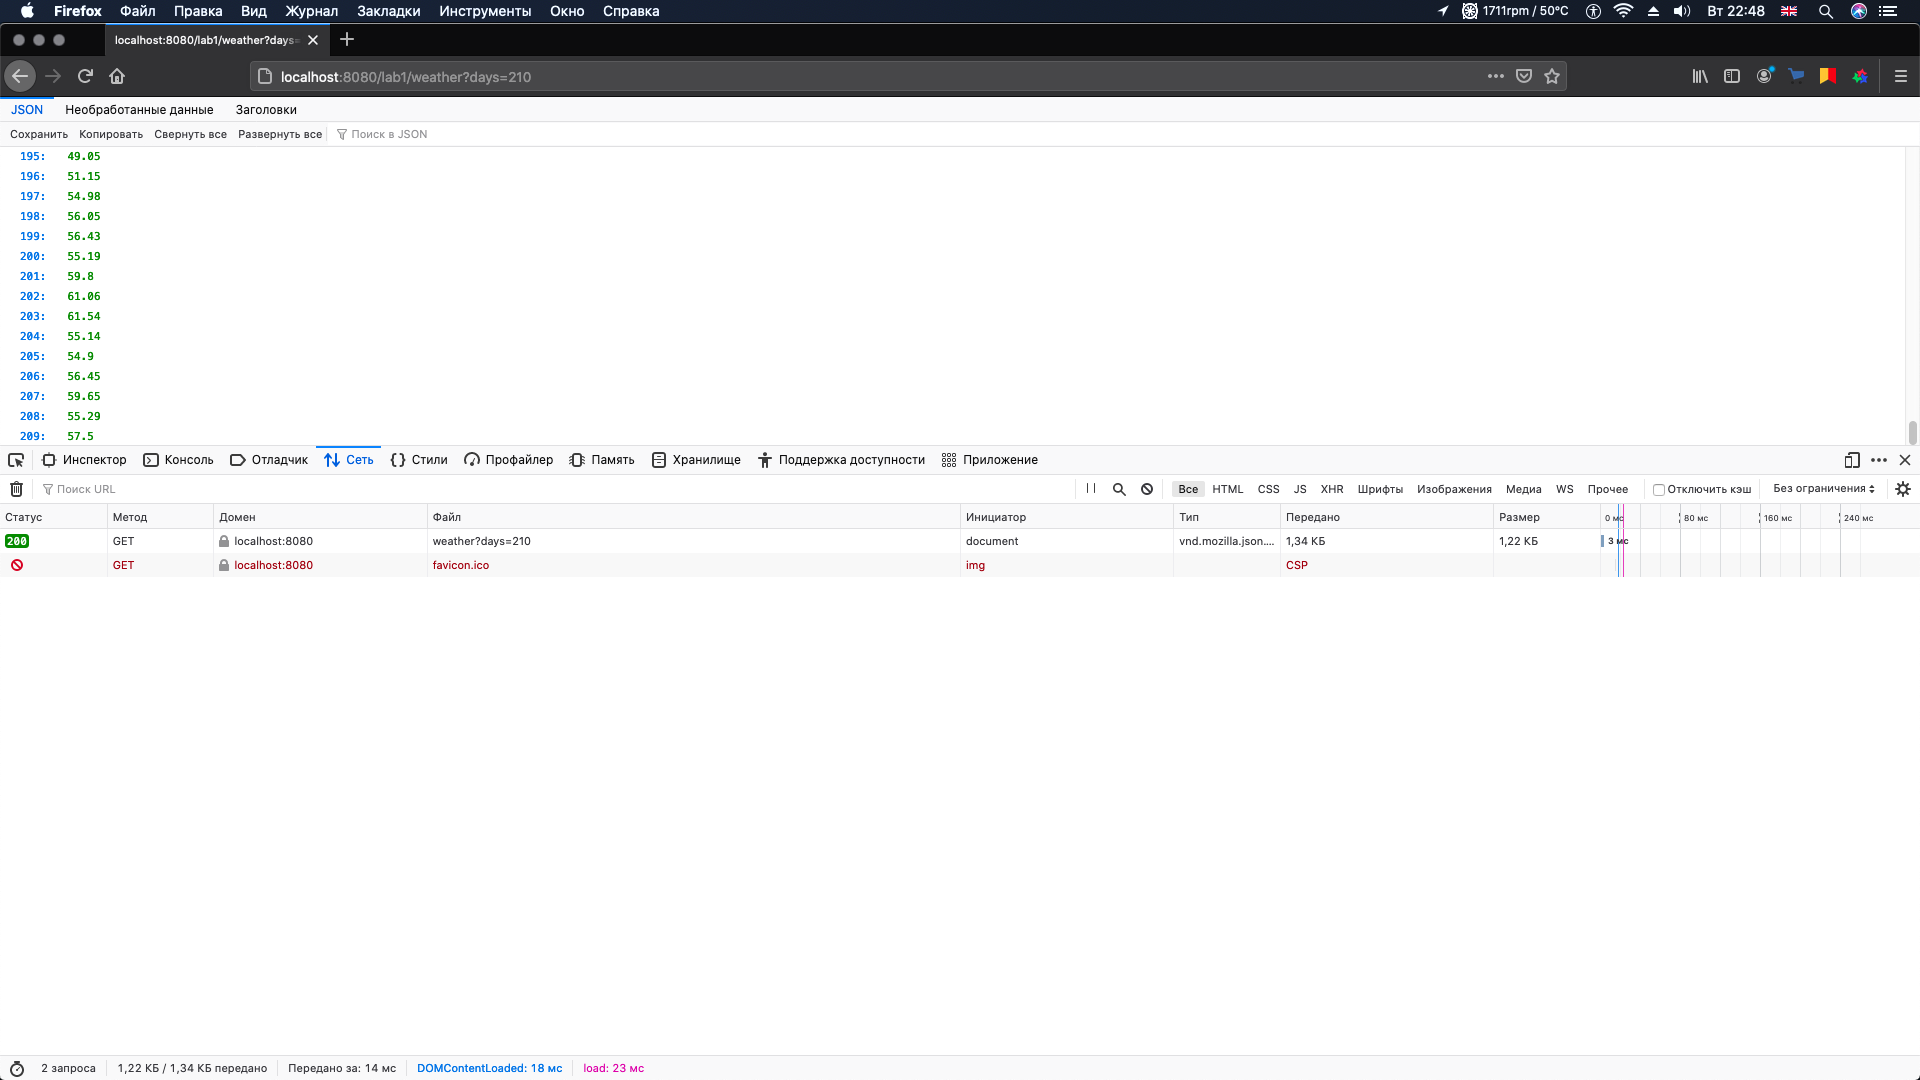 Firefox Файл Правка Вид Журнал Закладки Инструменты Окно Справка 1711rpm / 50°C Вт 22:48
localhost:8080/lab1/weather?days=
localhost:8080/lab1/weather?days=210
JSON Необработанные данные Заголовки
Сохранить Копировать Свернуть все Развернуть все Поиск в JSON
195: 49.05
196: 51.15
197: 54.98
198: 56.05
199: 56.43
200: 55.19
201: 59.8
202: 61.06
203: 61.54
204: 55.14
205: 54.9
206: 56.45
207: 59.65
208: 55.29
209: 57.5
Инспектор Консоль Отладчик Сеть Стили Профайлер Память Хранилище Поддержка доступности Приложение
Поиск URL Все HTML CSS JS XHR Шрифты Изображения Медиа WS Прочее Отключить кэш Без ограничения
Статус Метод Домен Файл Инициатор Тип Передано Размер 0 мс 80 мс 160 мс 240 мс
200 GET localhost:8080 weather?days=210 document vnd.mozilla.json.... 1,34 КБ 1,22 КБ 3 мс
GET localhost:8080 favicon.ico img CSP
2 запроса 1,22 КБ / 1,34 КБ передано Передано за: 14 мс DOMContentLoaded: 18 мс load: 23 мс